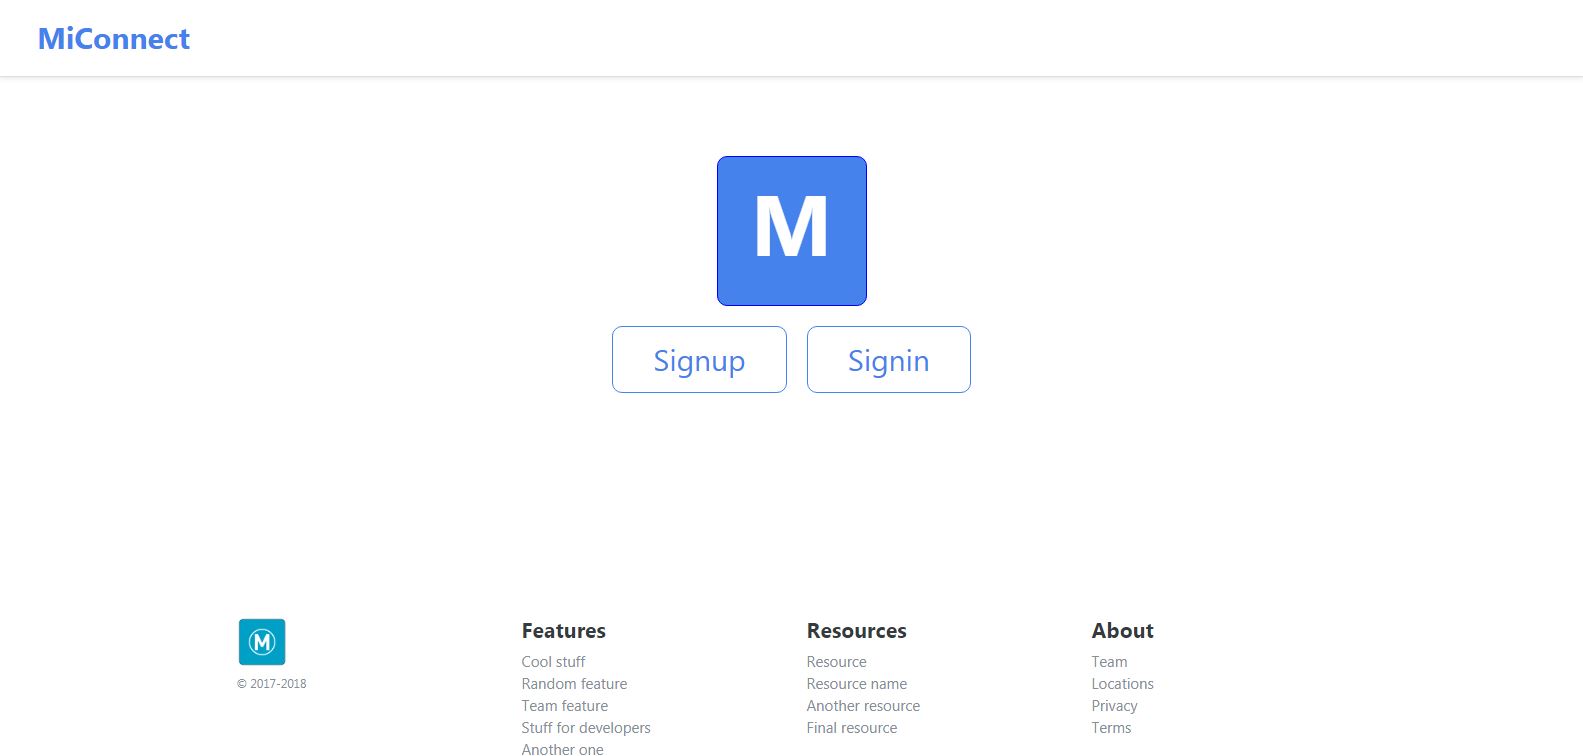 MiConnect
M
Signup
Signin
M
© 2017-2018
Features
Cool stuff
Random feature
Team feature
Stuff for developers
Another one
Resources
Resource
Resource name
Another resource
Final resource
About
Team
Locations
Privacy
Terms